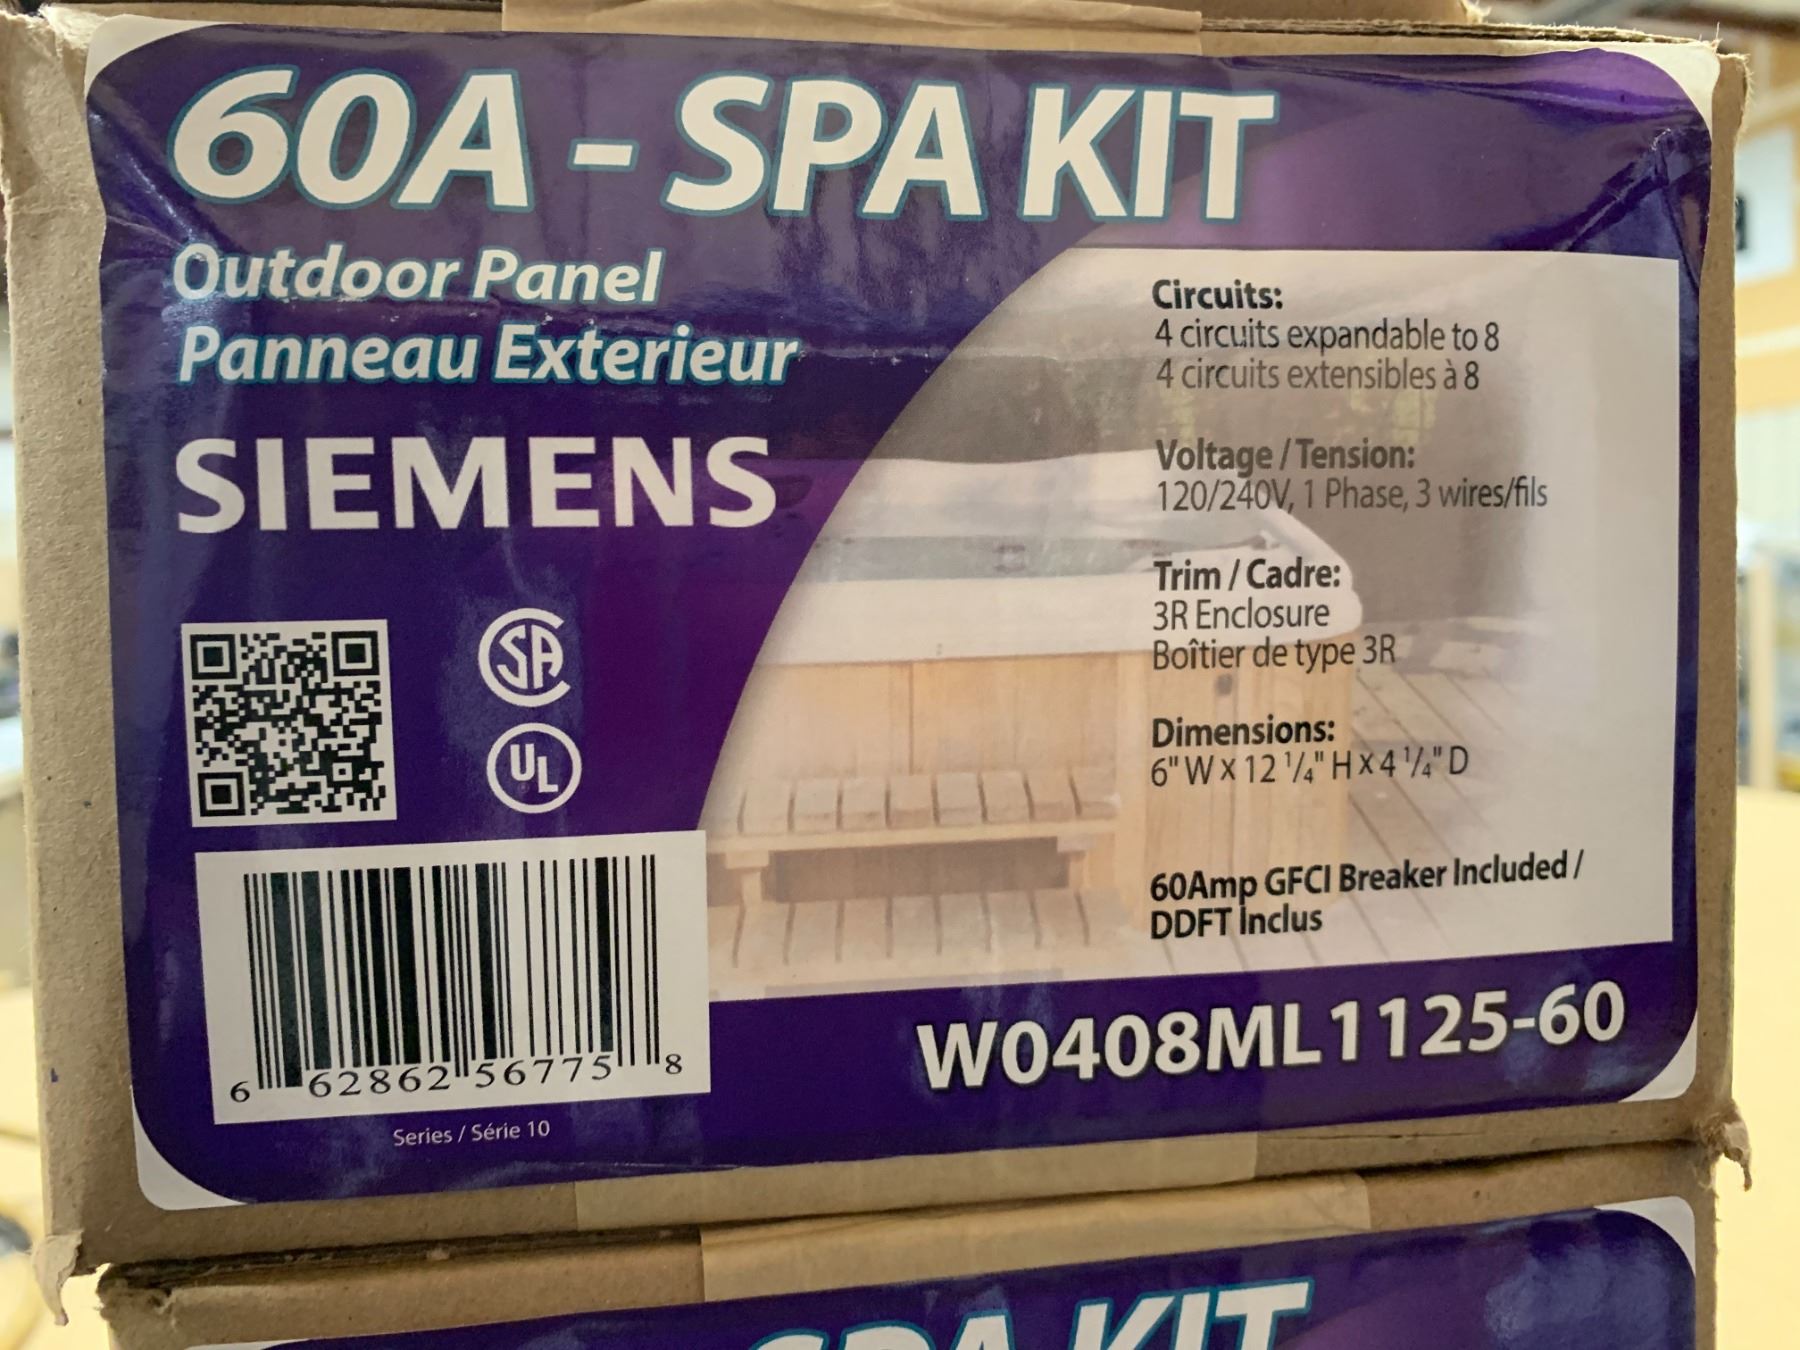 60A - SPA KIT
Outdoor Panel
Panneau Exterieur
SIEMENS
Circuits:
4 circuits expandable to 8
4 circuits extensibles à 8
Voltage / Tension:
120/240V, 1 Phase, 3 wires/fils
Trim / Cadre:
3R Enclosure
Boîtier de type 3R
Dimensions:
6" W X 12 1/4" H X 4 1/4" D
60Amp GFCI Breaker Included /
DDFT Inclus
SA
UL
6 62862 56775 8
Series / Série 10
W0408ML1125-60
SPA KIT